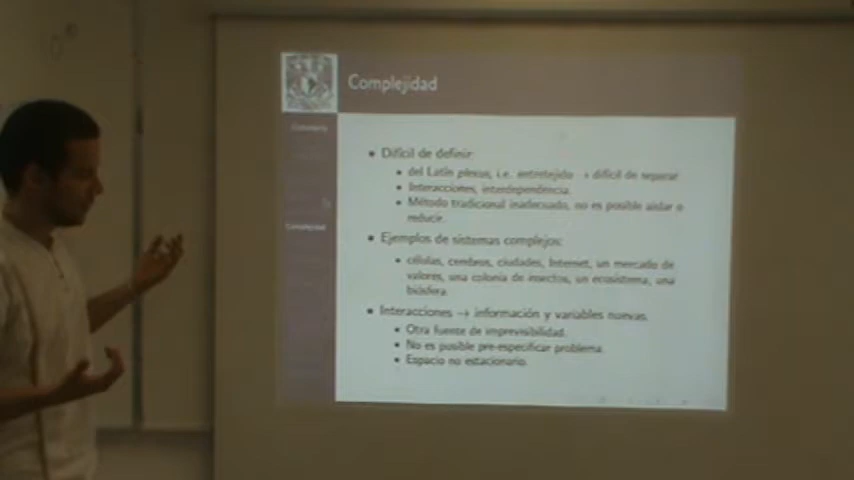 Complejidad
• Difícil de definir:
• del Latín plexus, i.e. entretejido → difícil de separar
• Interacciones, interdependencia.
• Método tradicional inadecuado, no es posible aislar o
reducir.
• Ejemplos de sistemas complejos:
• células, cerebros, ciudades, Internet, un mercado de
valores, una colonia de insectos, un ecosistema, una
biósfera.
• Interacciones → información y variables nuevas.
• Otra fuente de imprevisibilidad.
• No es posible pre-especificar problema.
• Espacio no estacionario.
Complejidad